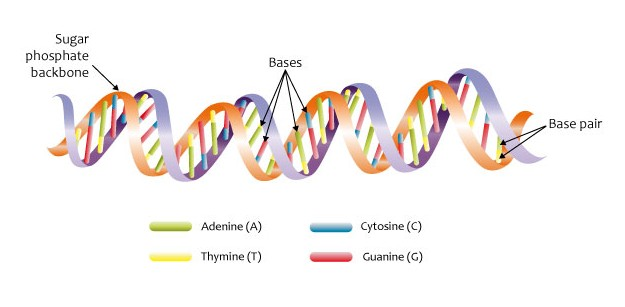 Sugar
phosphate
backbone
Bases
Base pair
Adenine (A)
Cytosine (C)
Thymine (T)
Guanine (G)